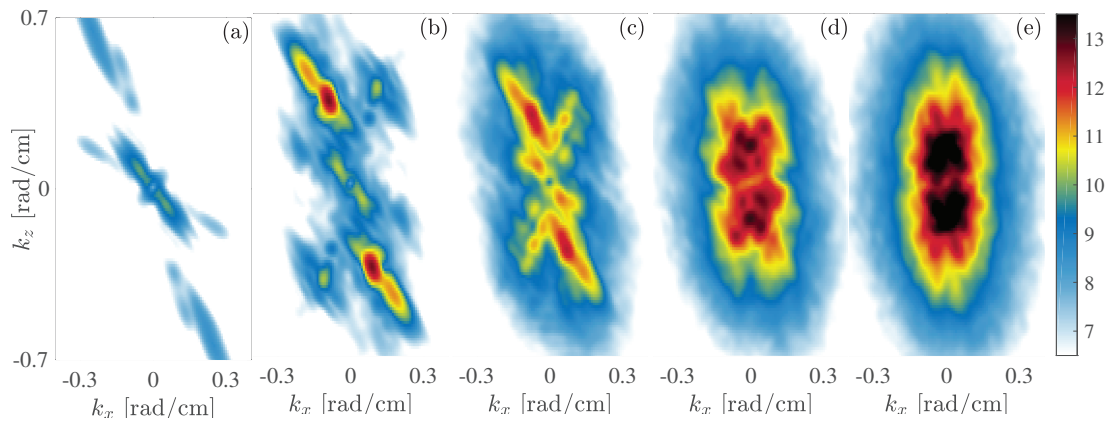 0.7
(a)
(b)
(c)
(d)
(e)
13
12
11
10
9
8
7
0
-0.7
k_z [rad/cm]
-0.3 0 0.3
-0.3 0 0.3
-0.3 0 0.3
-0.3 0 0.3
-0.3 0 0.3
k_x [rad/cm]
k_x [rad/cm]
k_x [rad/cm]
k_x [rad/cm]
k_x [rad/cm]